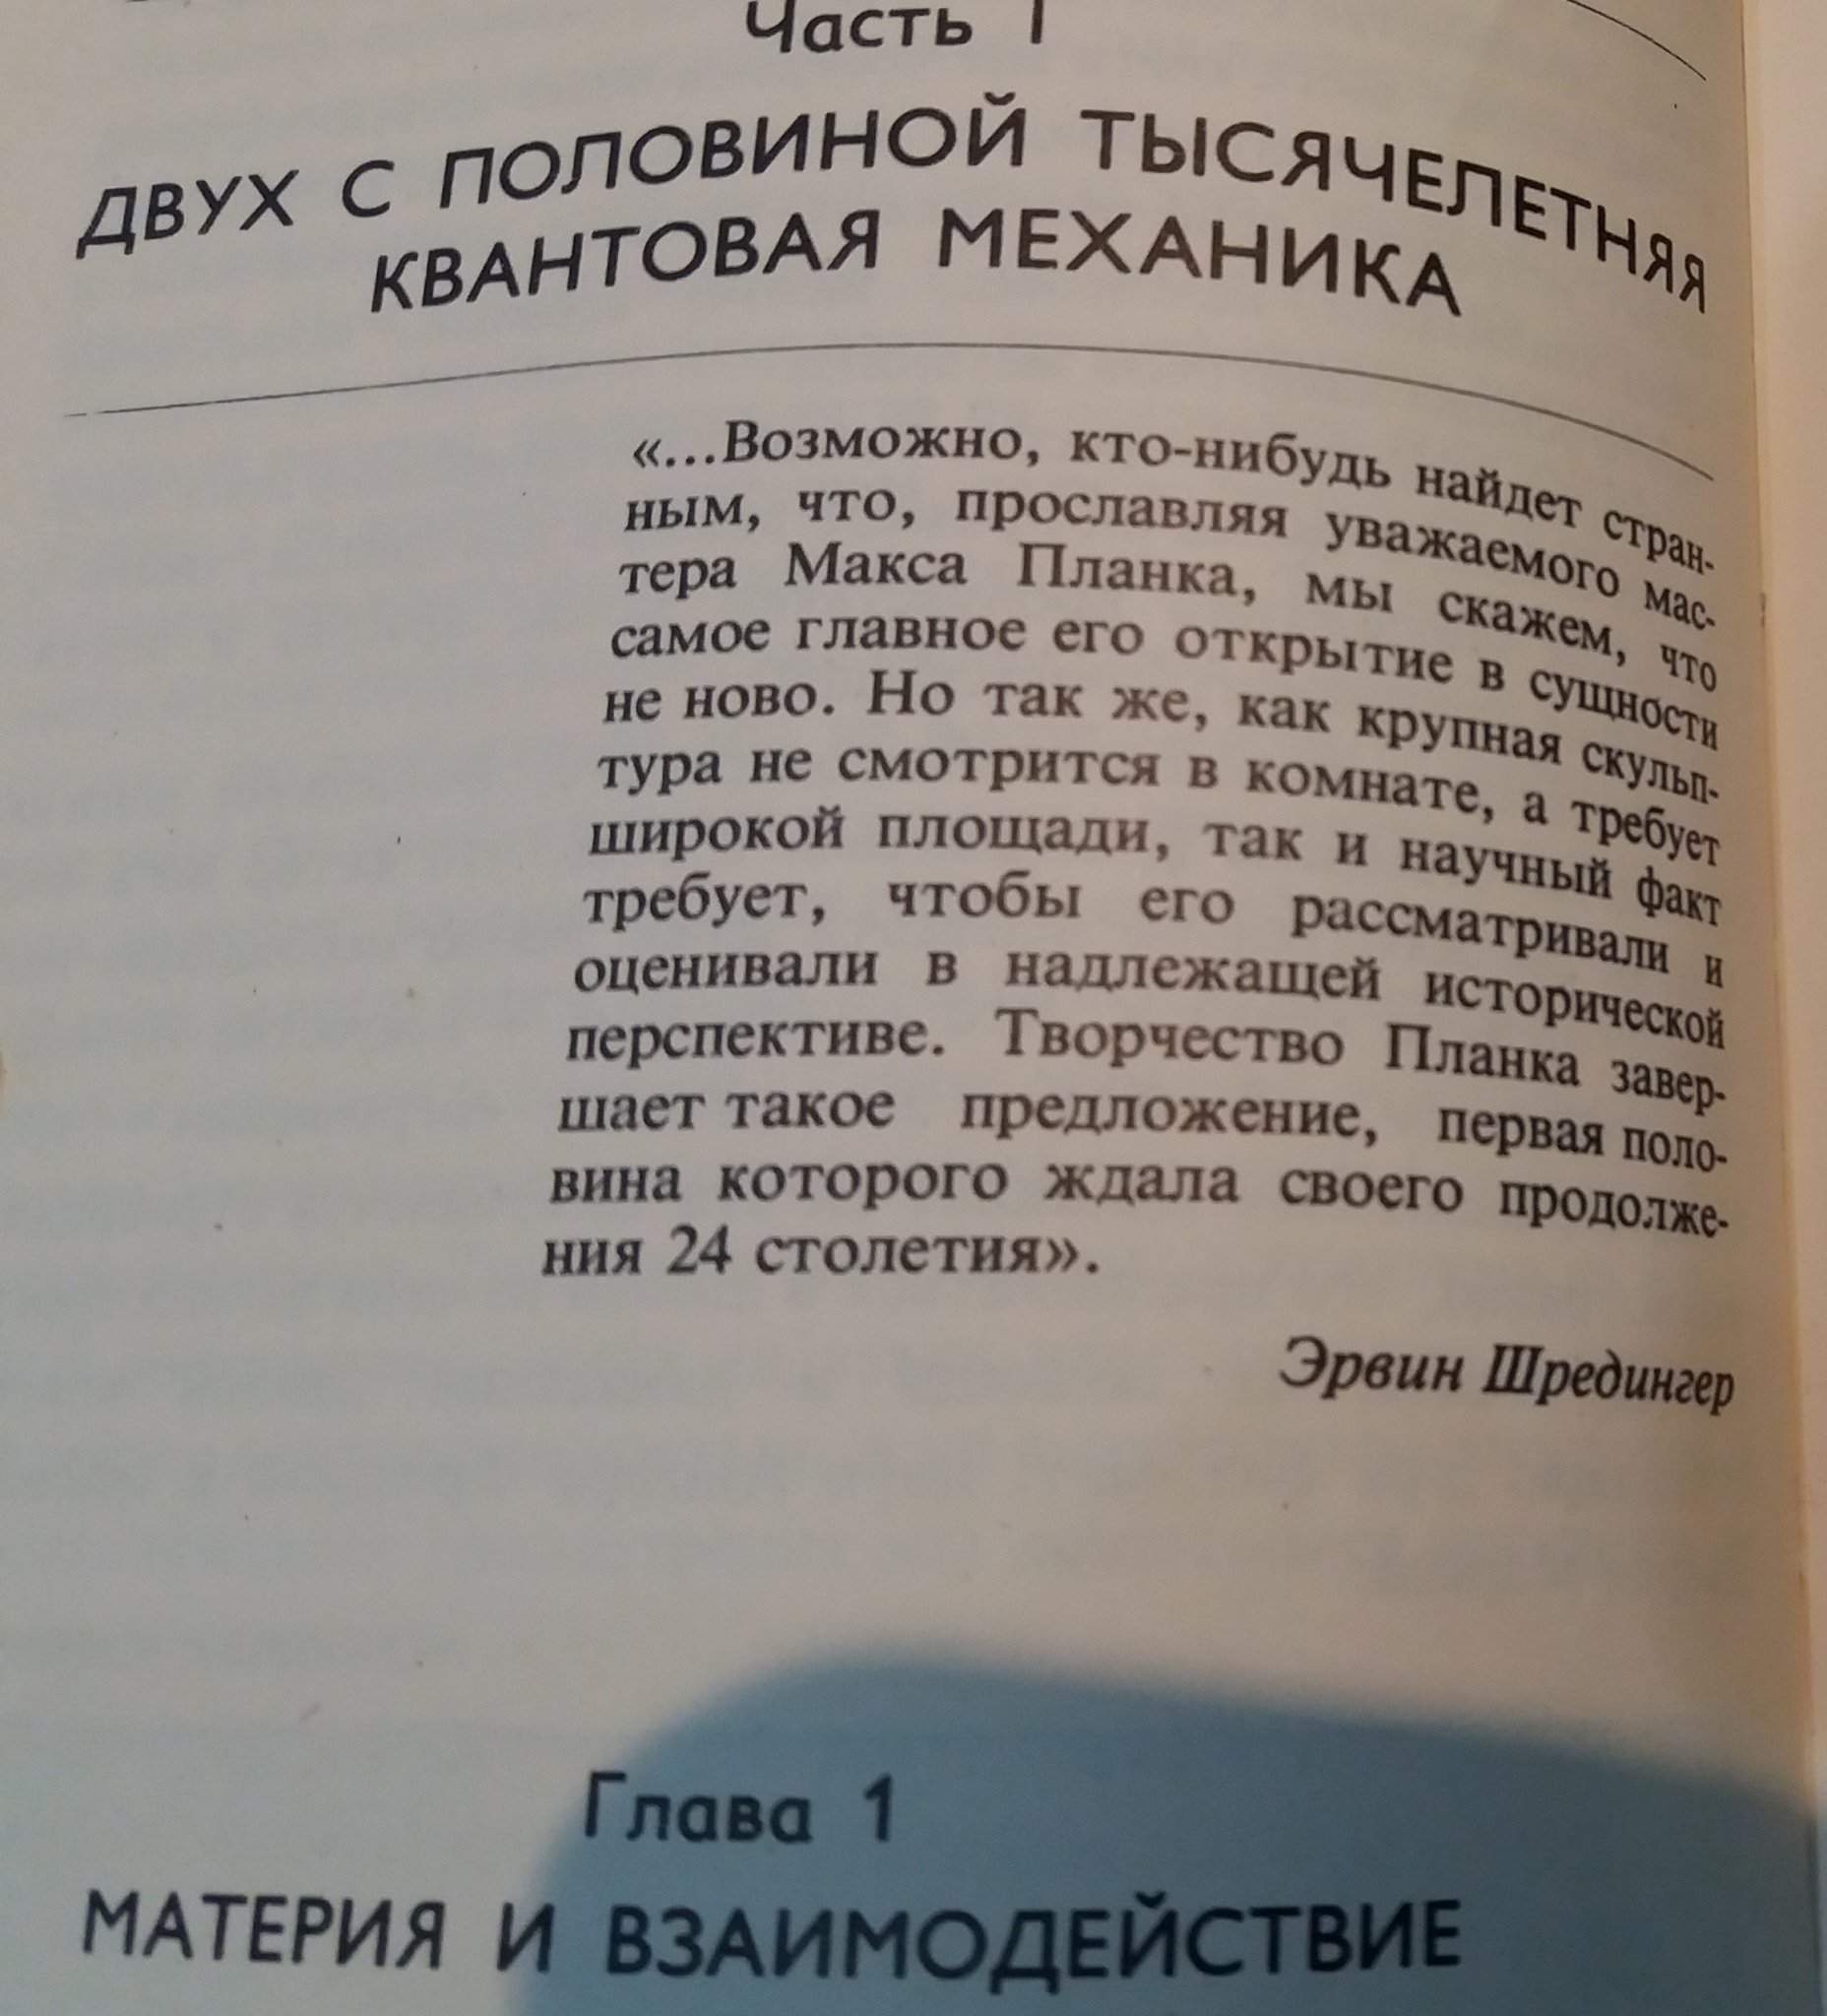 Часть 1
ДВУХ С ПОЛОВИНОЙ ТЫСЯЧЕЛЕТНЯЯ
КВАНТОВАЯ МЕХАНИКА
«...Возможно, кто-нибудь найдет стран-
ным, что, прославляя уважаемого мас-
тера Макса Планка, мы скажем, что
самое главное его открытие в сущности
не ново. Но так же, как крупная скульп-
тура не смотрится в комнате, а требует
широкой площади, так и научный факт
требует, чтобы его рассматривали и
оценивали в надлежащей исторической
перспективе. Творчество Планка завер-
шает такое предложение, первая поло-
вина которого ждала своего продолже-
ния 24 столетия».
Эрвин Шредингер
Глава 1
МАТЕРИЯ И ВЗАИМОДЕЙСТВИЕ